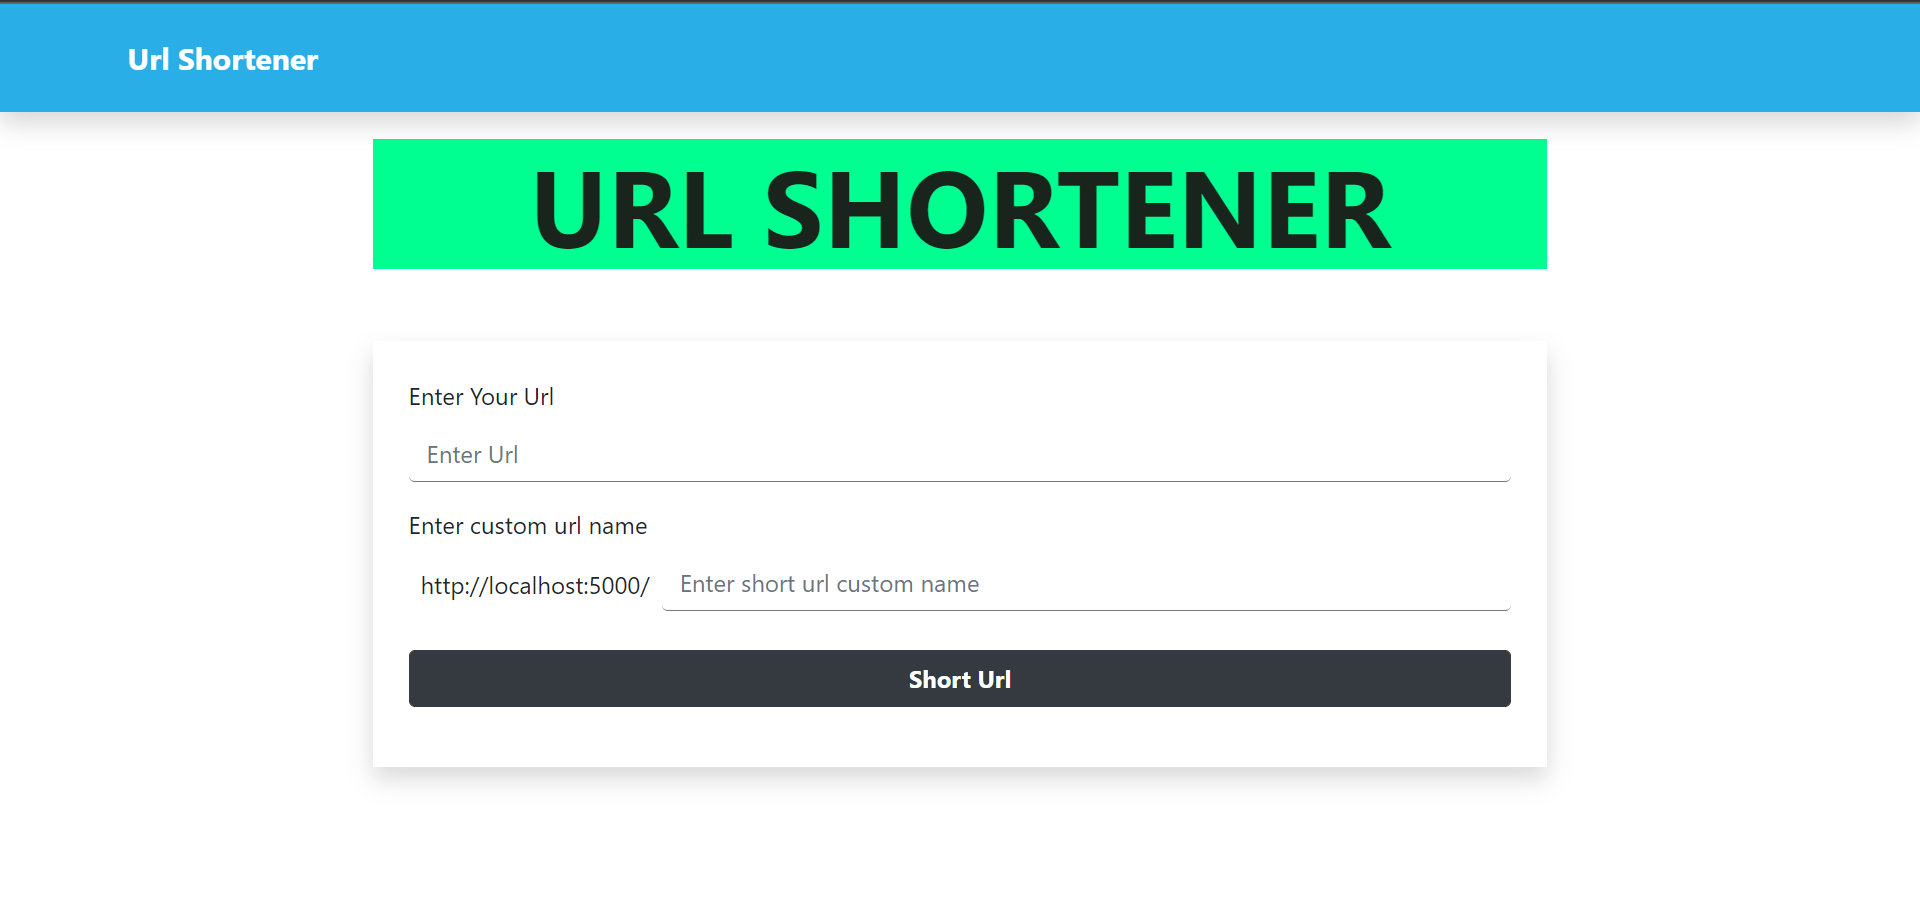 Url Shortener
URL SHORTENER
Enter Your Url
Enter Url
Enter custom url name
http://localhost:5000/ Enter short url custom name
Short Url